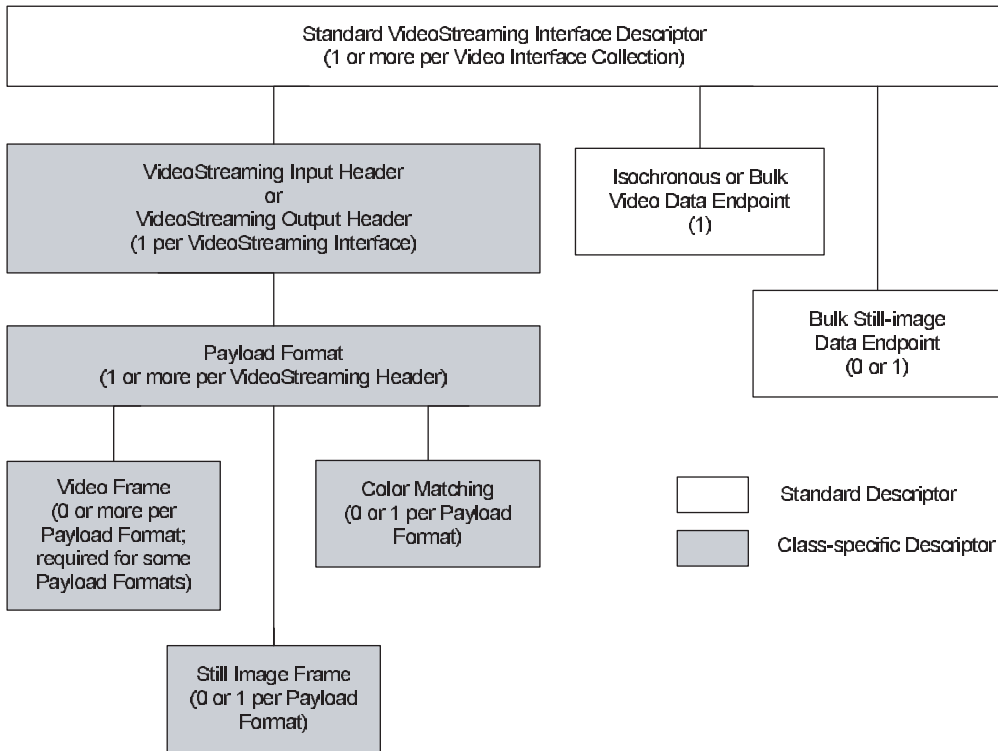 Standard VideoStreaming Interface Descriptor
(1 or more per Video Interface Collection)
VideoStreaming Input Header
or
VideoStreaming Output Header
(1 per VideoStreaming Interface)
Isochronous or Bulk
Video Data Endpoint
(1)
Bulk Still-image
Data Endpoint
(0 or 1)
Payload Format
(1 or more per VideoStreaming Header)
Video Frame
(0 or more per
Payload Format;
required for some
Payload Formats)
Color Matching
(0 or 1 per Payload
Format)
Still Image Frame
(0 or 1 per Payload
Format)
Standard Descriptor
Class-specific Descriptor